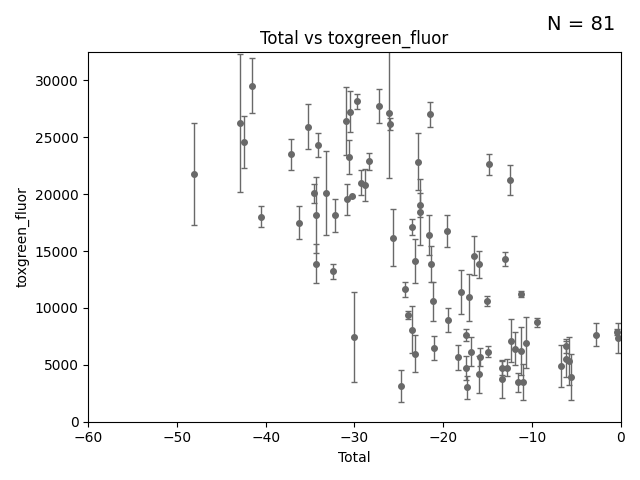 N = 81
Total vs toxgreen_fluor
30000
25000
20000
15000
10000
5000
0
toxgreen_fluor
−60 −50 −40 −30 −20 −10 0
Total